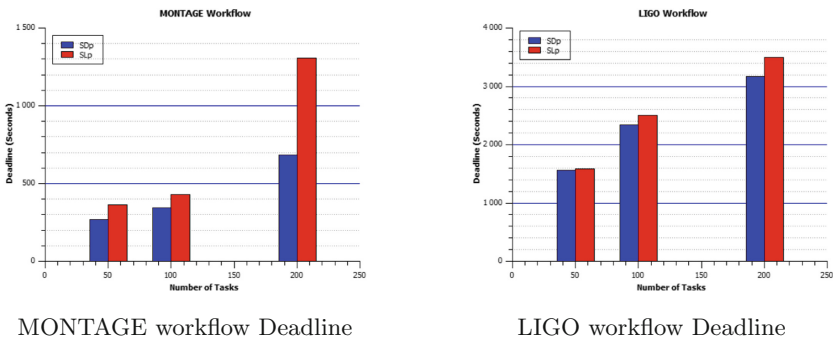 MONTAGE Workflow
1 500
1 000
500
0
Deadline (Seconds)
SDp
SLp
0 50 100 150 200 250
Number of Tasks
MONTAGE workflow Deadline
LIGO Workflow
4 000
3 000
2 000
1 000
0
Deadline (Seconds)
SDp
SLp
0 50 100 150 200 250
Number of Tasks
LIGO workflow Deadline